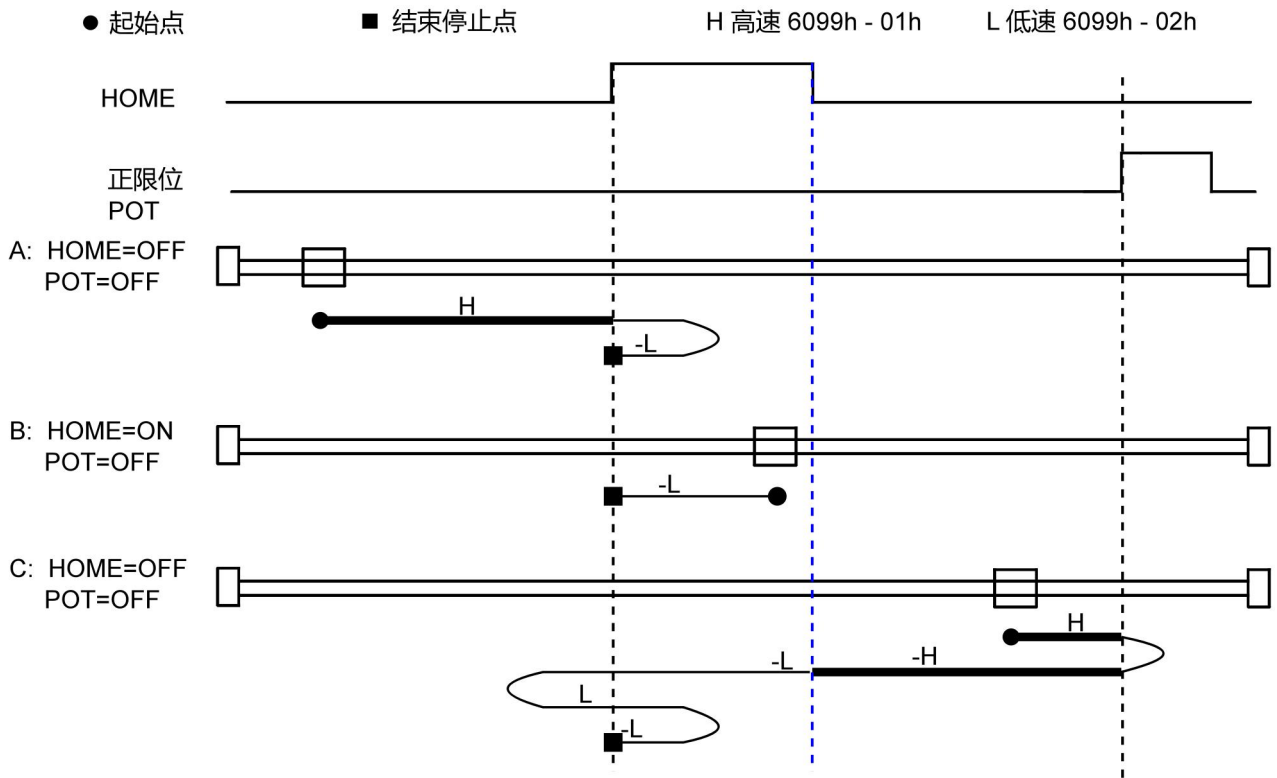 ● 起始点 ■ 结束停止点 H 高速 6099h - 01h L 低速 6099h - 02h
HOME
正限位
POT
A: HOME=OFF
POT=OFF
H
-L
B: HOME=ON
POT=OFF
-L
C: HOME=OFF
POT=OFF
H
-L -H
L
-L